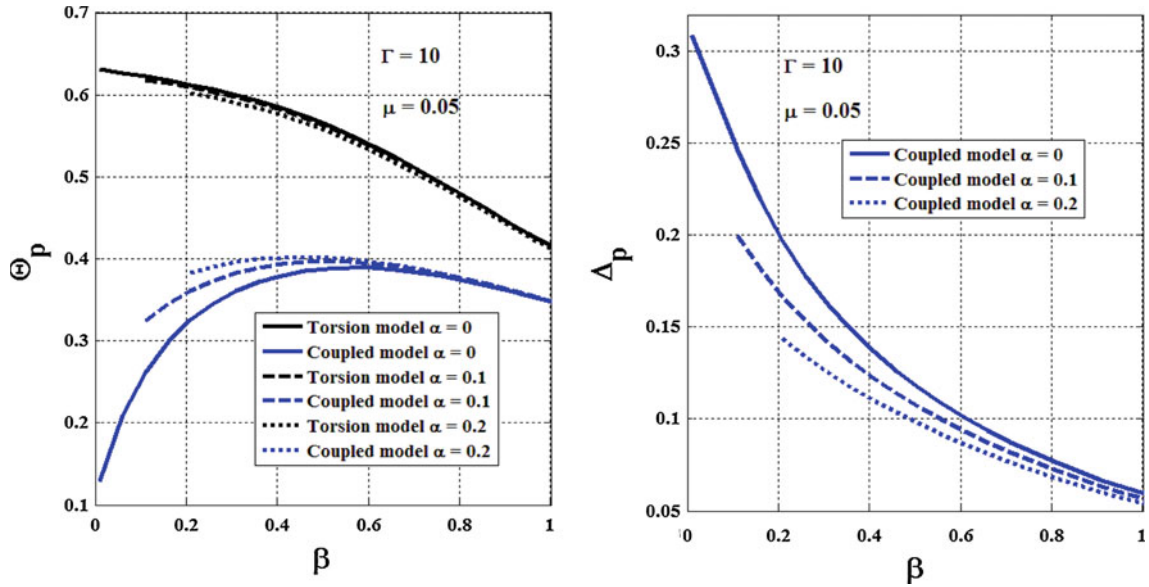 0.7
0.6
0.5
0.4
0.3
0.2
0.1
Θp
Γ = 10
μ = 0.05
Torsion model α = 0
Coupled model α = 0
Torsion model α = 0.1
Coupled model α = 0.1
Torsion model α = 0.2
Coupled model α = 0.2
0 0.2 0.4 0.6 0.8 1
β
0.3
0.25
0.2
0.15
0.1
0.05
Δp
Γ = 10
μ = 0.05
Coupled model α = 0
Coupled model α = 0.1
Coupled model α = 0.2
0 0.2 0.4 0.6 0.8 1
β